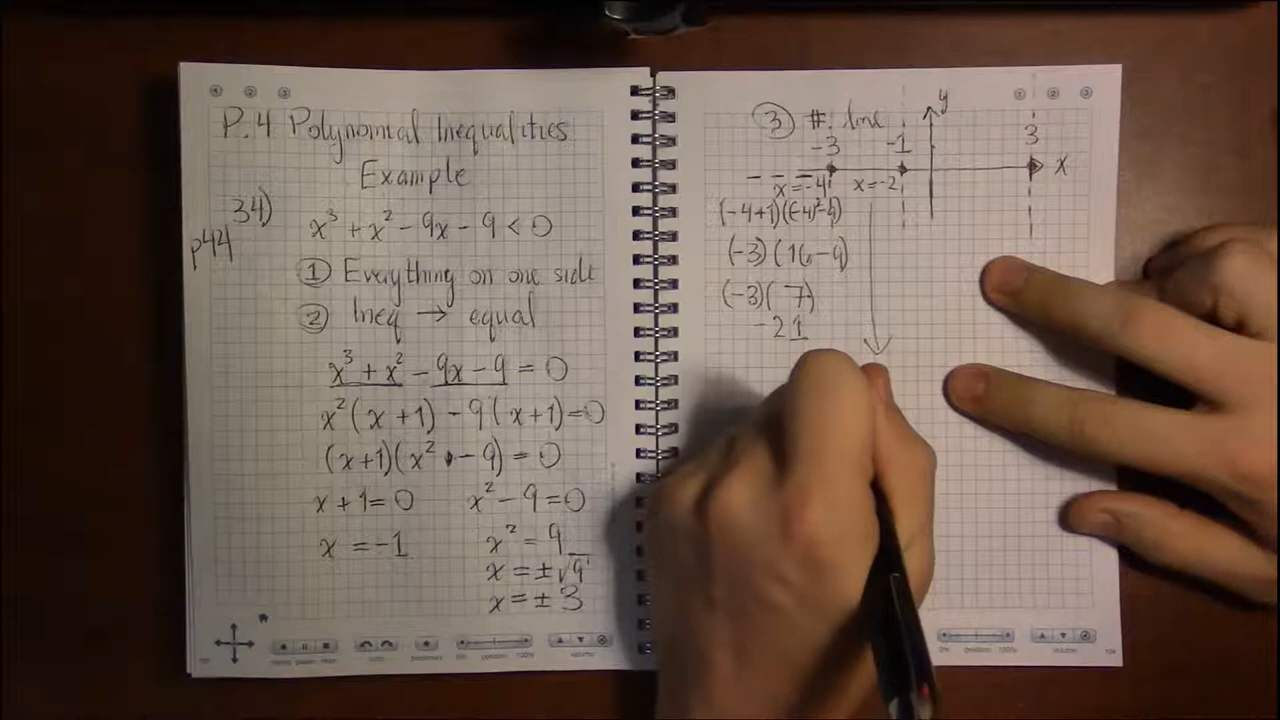 P.4 Polynomial Inequalities
Example
34)
p44
x³ + x² - 9x - 9 < 0
① Everything on one side
② Ineq → equal
x³ + x² - 9x - 9 = 0
x²(x + 1) - 9(x+1) = 0
(x+1)(x² - 9) = 0
x + 1 = 0 x² - 9 = 0
x = -1 x² = 9
x = ±√9
x = ± 3
③ #. line
y
-3 -1 3
x
x = -4 x = -2
(-4+1)((-4)²-9)
(-3)(16-9)
(-3)(7)
-21